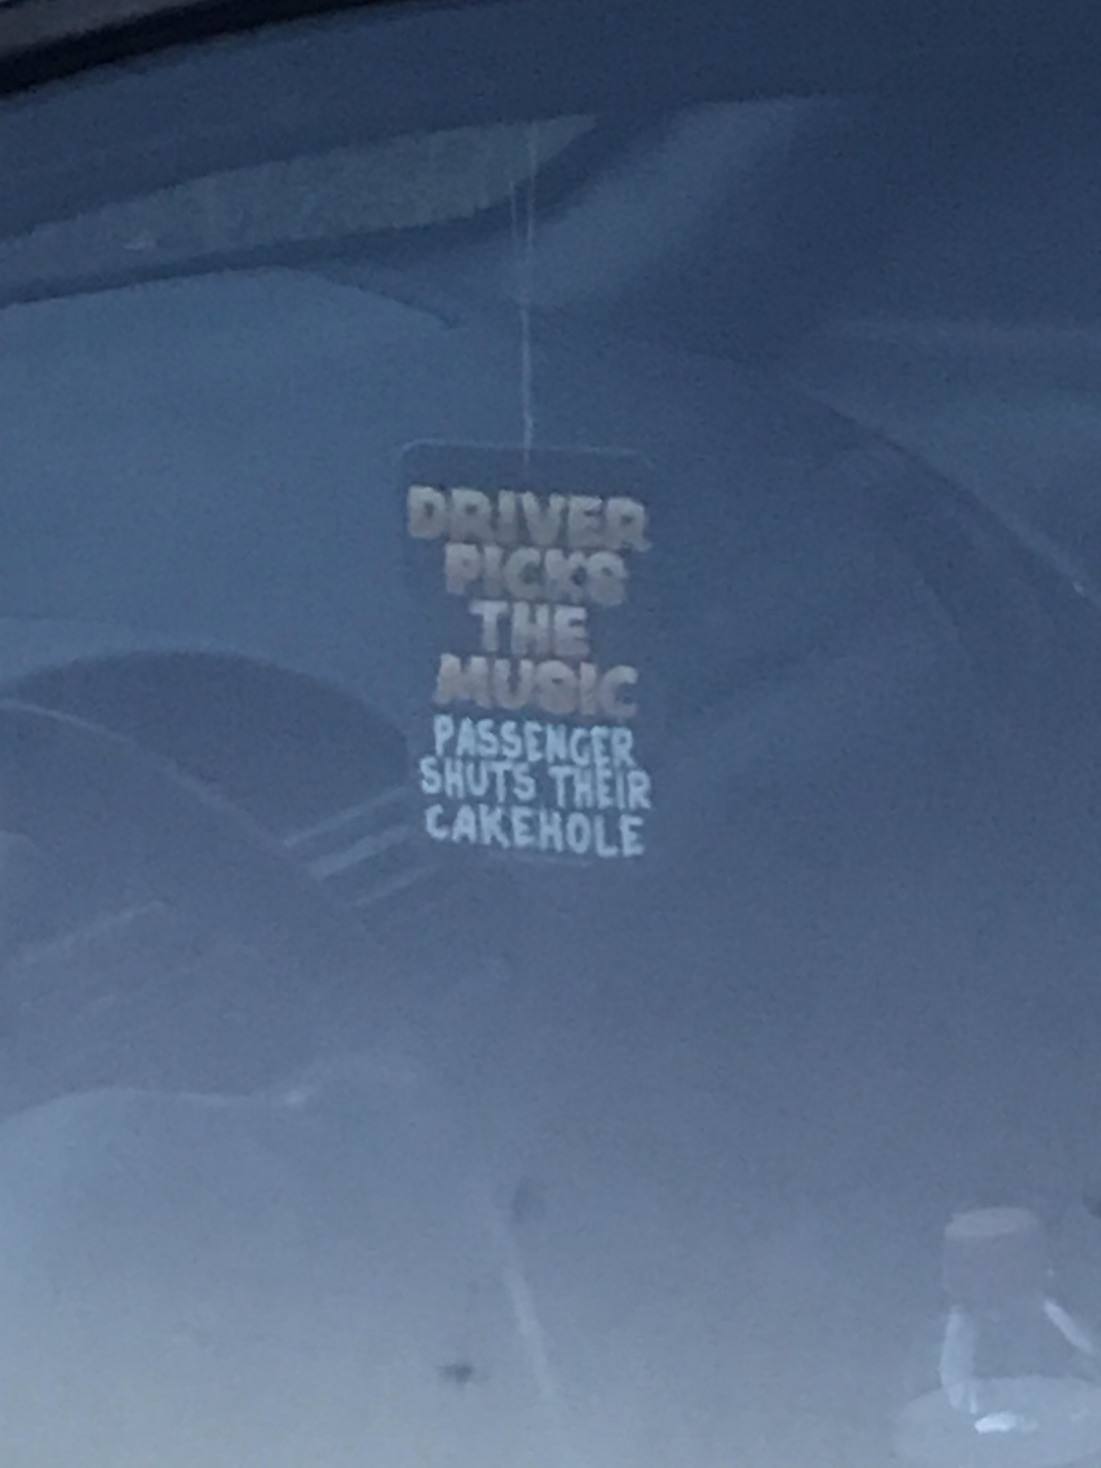 DRIVER
PICKS
THE
MUSIC
PASSENGER
SHUTS THEIR
CAKEHOLE